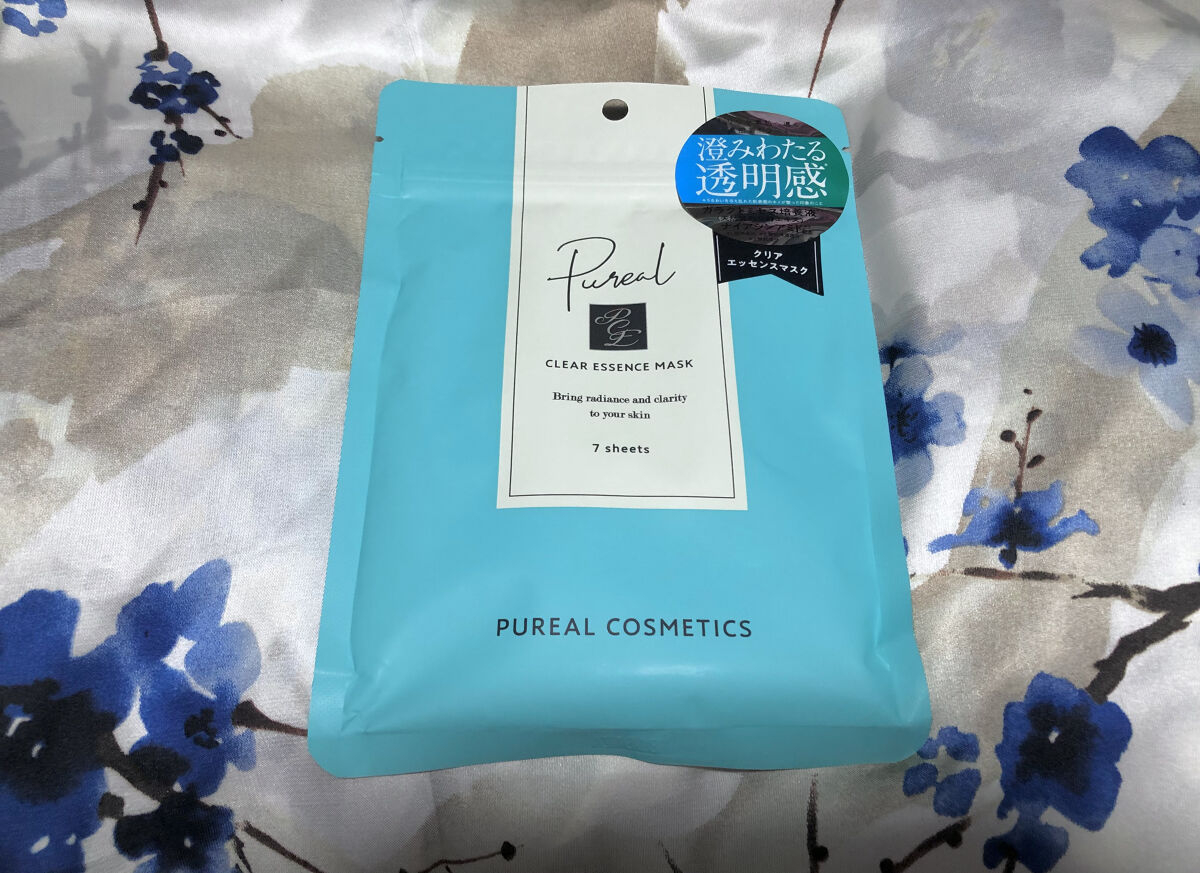 澄みわたる
透明感
クリア
エッセンスマスク
Pureal
PCE
CLEAR ESSENCE MASK
Bring radiance and clarity
to your skin
7 sheets
PUREAL COSMETICS